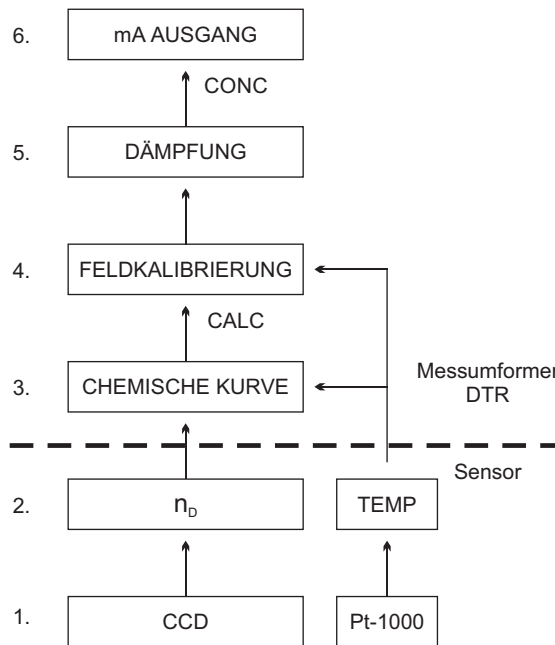 6. mA AUSGANG
CONC
5. DÄMPFUNG
4. FELDKALIBRIERUNG
CALC
3. CHEMISCHE KURVE
Messumformer
DTR
Sensor
2. nD TEMP
1. CCD Pt-1000